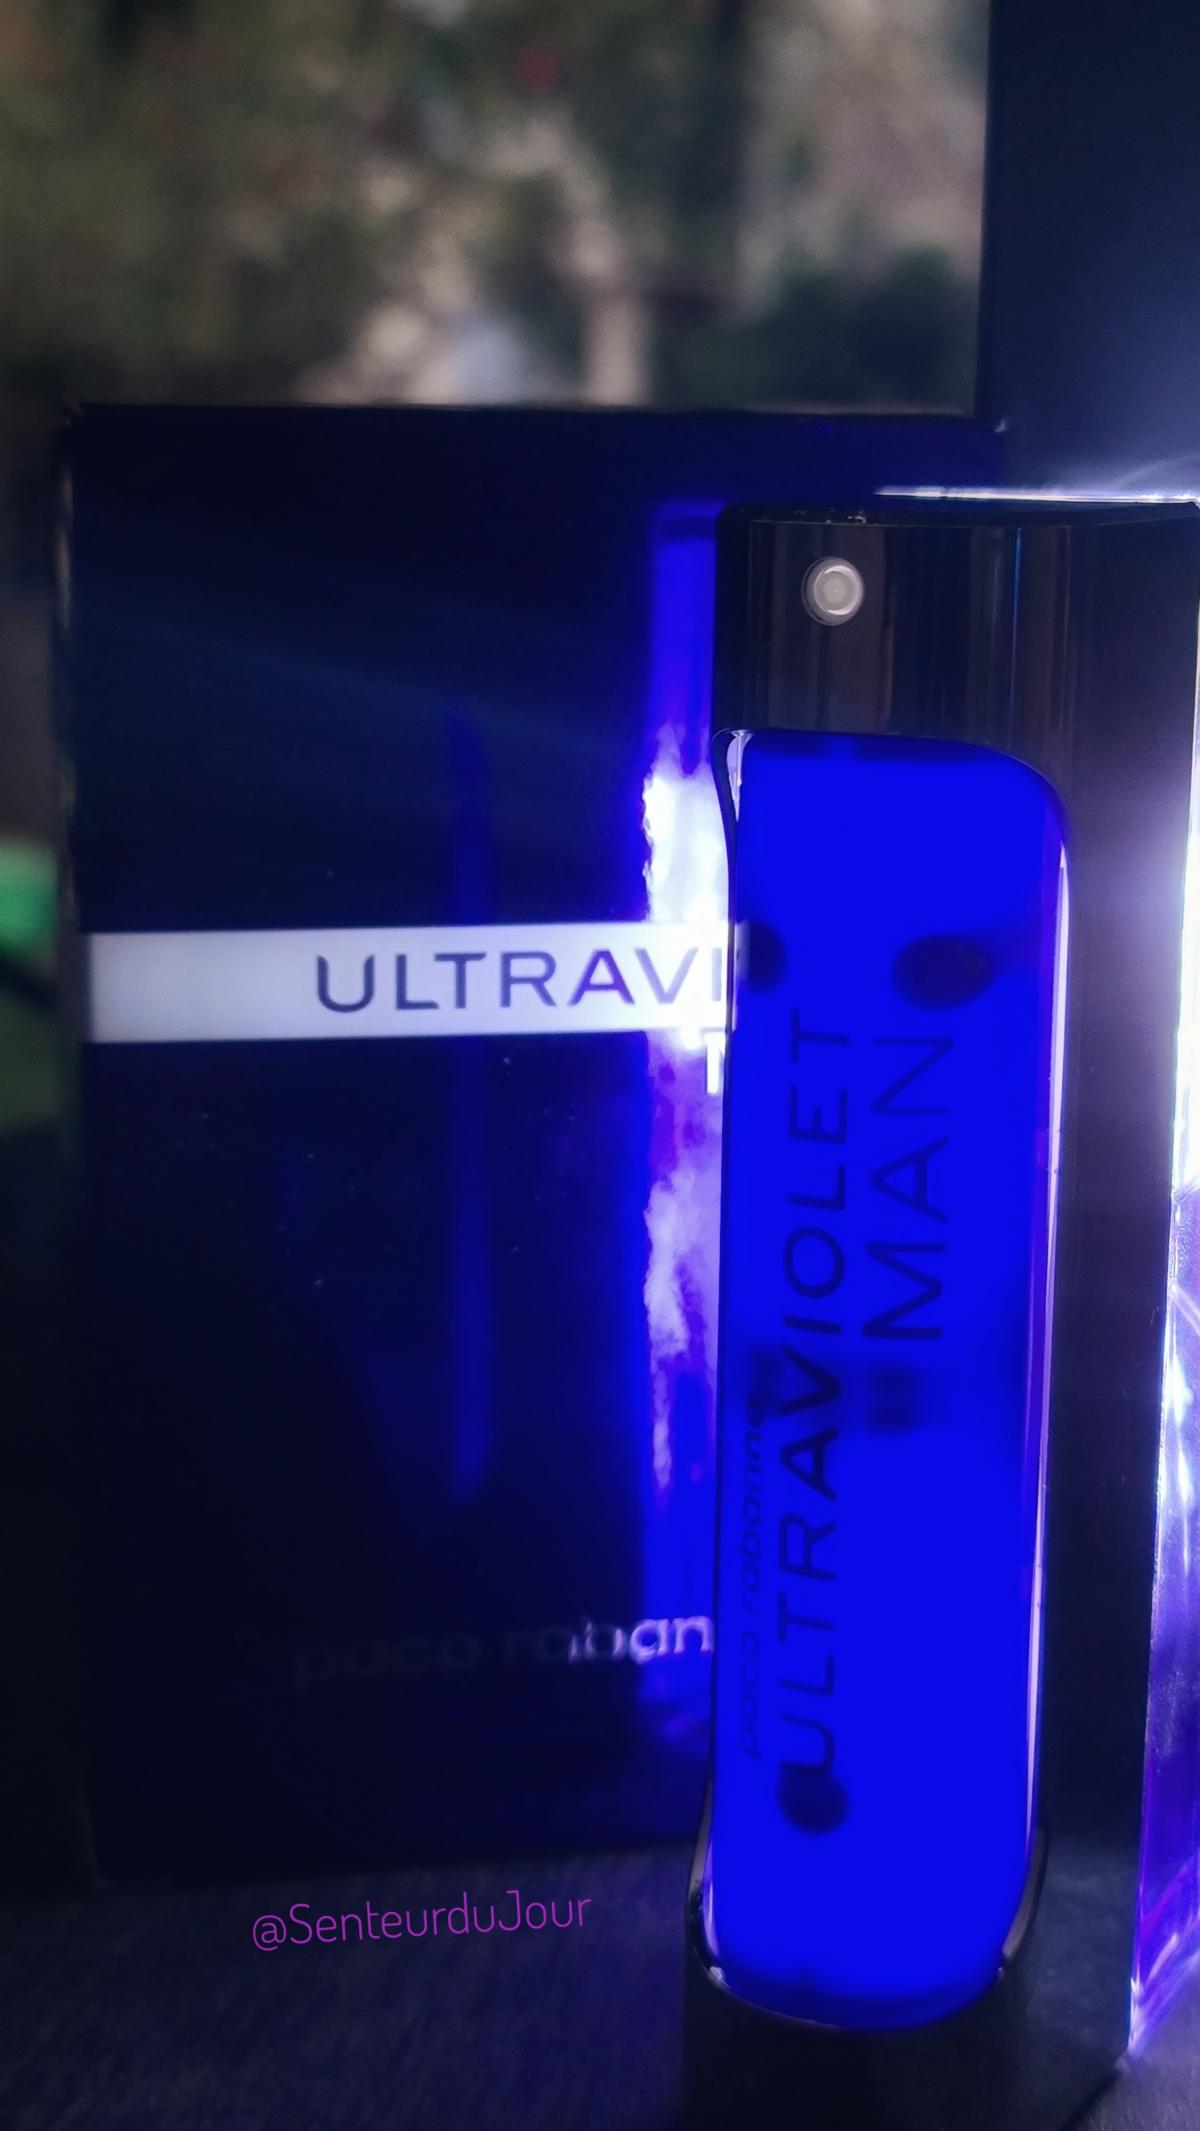 ULTRAVI
paco raban
paco rabanne
ULTRAVIOLET
MAN
@SenteurduJour